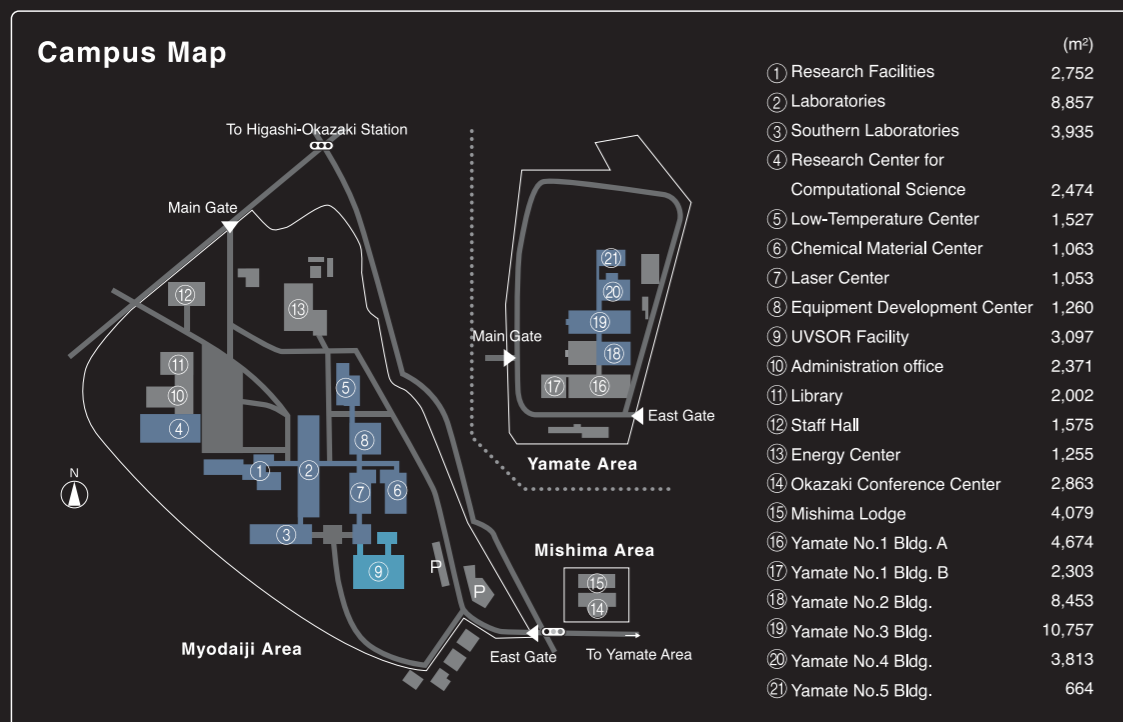 Campus Map
To Higashi-Okazaki Station
Main Gate
⑫
⑬
⑪
⑩
④
⑤
⑧
①
②
⑦
⑥
③
⑨
N
P
P
Myodaiji Area
East Gate
To Yamate Area
Mishima Area
⑮
⑭
㉑
⑳
⑲
Main Gate
⑱
⑰
⑯
East Gate
Yamate Area
(m²)
① Research Facilities 2,752
② Laboratories 8,857
③ Southern Laboratories 3,935
④ Research Center for
Computational Science 2,474
⑤ Low-Temperature Center 1,527
⑥ Chemical Material Center 1,063
⑦ Laser Center 1,053
⑧ Equipment Development Center 1,260
⑨ UVSOR Facility 3,097
⑩ Administration office 2,371
⑪ Library 2,002
⑫ Staff Hall 1,575
⑬ Energy Center 1,255
⑭ Okazaki Conference Center 2,863
⑮ Mishima Lodge 4,079
⑯ Yamate No.1 Bldg. A 4,674
⑰ Yamate No.1 Bldg. B 2,303
⑱ Yamate No.2 Bldg. 8,453
⑲ Yamate No.3 Bldg. 10,757
⑳ Yamate No.4 Bldg. 3,813
㉑ Yamate No.5 Bldg. 664